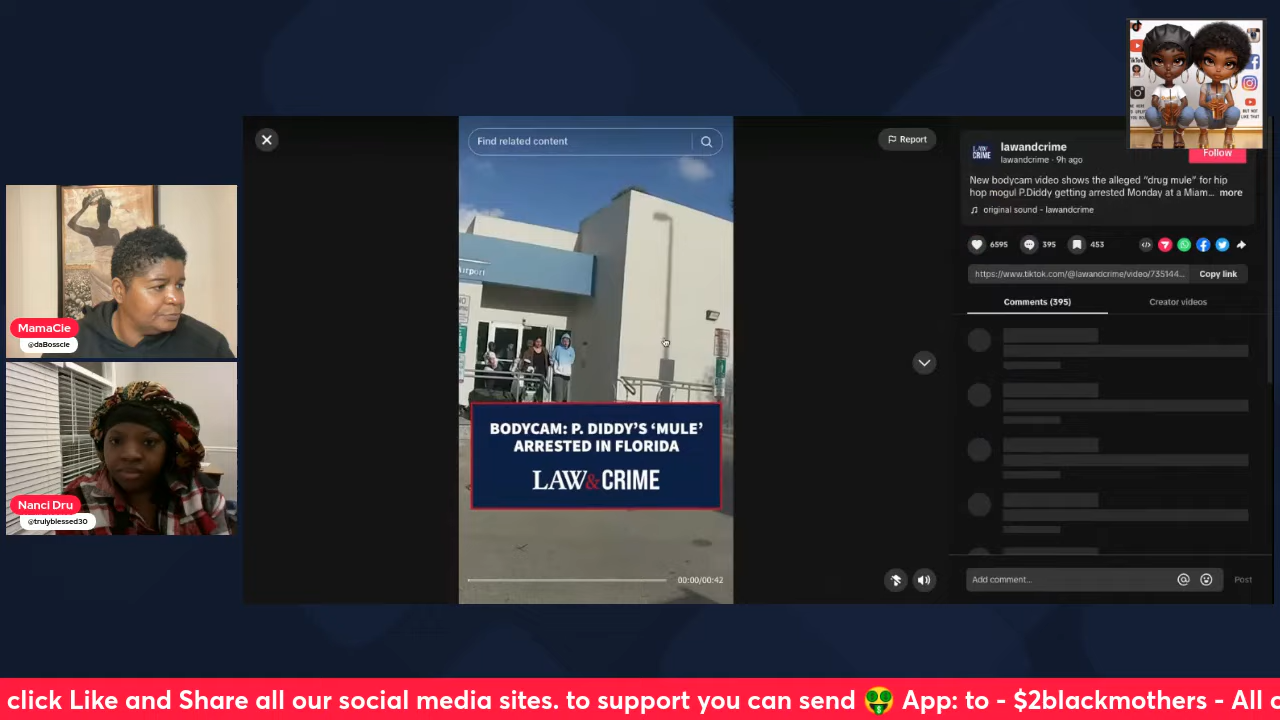 Find related content
Report
lawandcrime
lawandcrime · 9h ago
Follow
New bodycam video shows the alleged "drug mule" for hip
hop mogul P.Diddy getting arrested Monday at a Miam... more
original sound - lawandcrime
6595
395
453
https://www.tiktok.com/@lawandcrime/video/735144...
Copy link
Comments (395)
Creator videos
Airport
BODYCAM: P. DIDDY'S 'MULE'
ARRESTED IN FLORIDA
LAW&CRIME
00:00/00:42
Add comment...
Post
MamaCle
@daBosscle
Nanci Dru
@trulyblessed30
click Like and Share all our social media sites. to support you can send 🤑 App: to - $2blackmothers - All